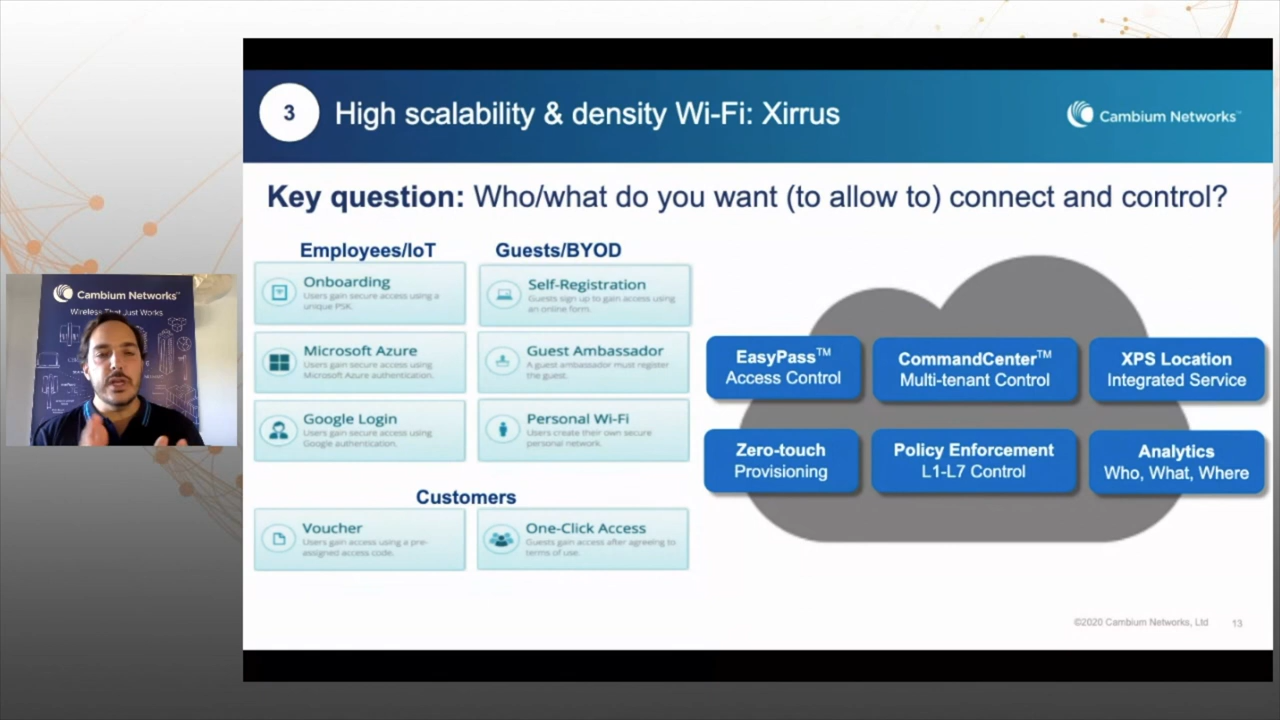 3
High scalability & density Wi-Fi: Xirrus
Cambium Networks™
Key question: Who/what do you want (to allow to) connect and control?
Employees/IoT
Onboarding
Users gain secure access using a
unique PSK.
Microsoft Azure
Users gain secure access using
Microsoft Azure authentication.
Google Login
Users gain secure access using
Google authentication.
Guests/BYOD
Self-Registration
Guests sign up to gain access using
an online form.
Guest Ambassador
A guest ambassador must register
the guest.
Personal Wi-Fi
Users create their own secure
personal network.
Customers
Voucher
Users gain access using a pre-
assigned access code.
One-Click Access
Guests gain access after agreeing to
terms of use.
EasyPass™
Access Control
CommandCenter™
Multi-tenant Control
XPS Location
Integrated Service
Zero-touch
Provisioning
Policy Enforcement
L1-L7 Control
Analytics
Who, What, Where
Cambium Networks™
Wireless That Just Works
©2020 Cambium Networks, Ltd
13